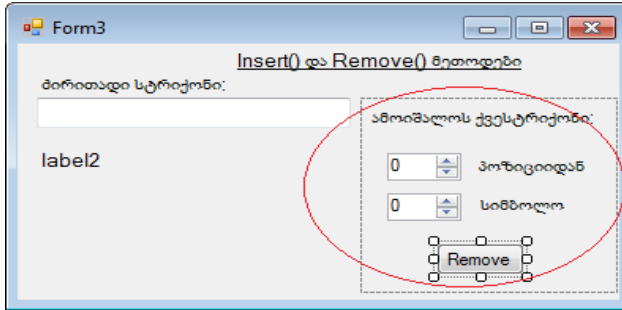 Form3
Insert() და Remove() მეთოდები
ძირითადი სტრიქონი:
ამოიშალოს ქვესტრიქონი:
label2
0 პოზიციიდან
0 სიმბოლო
Remove